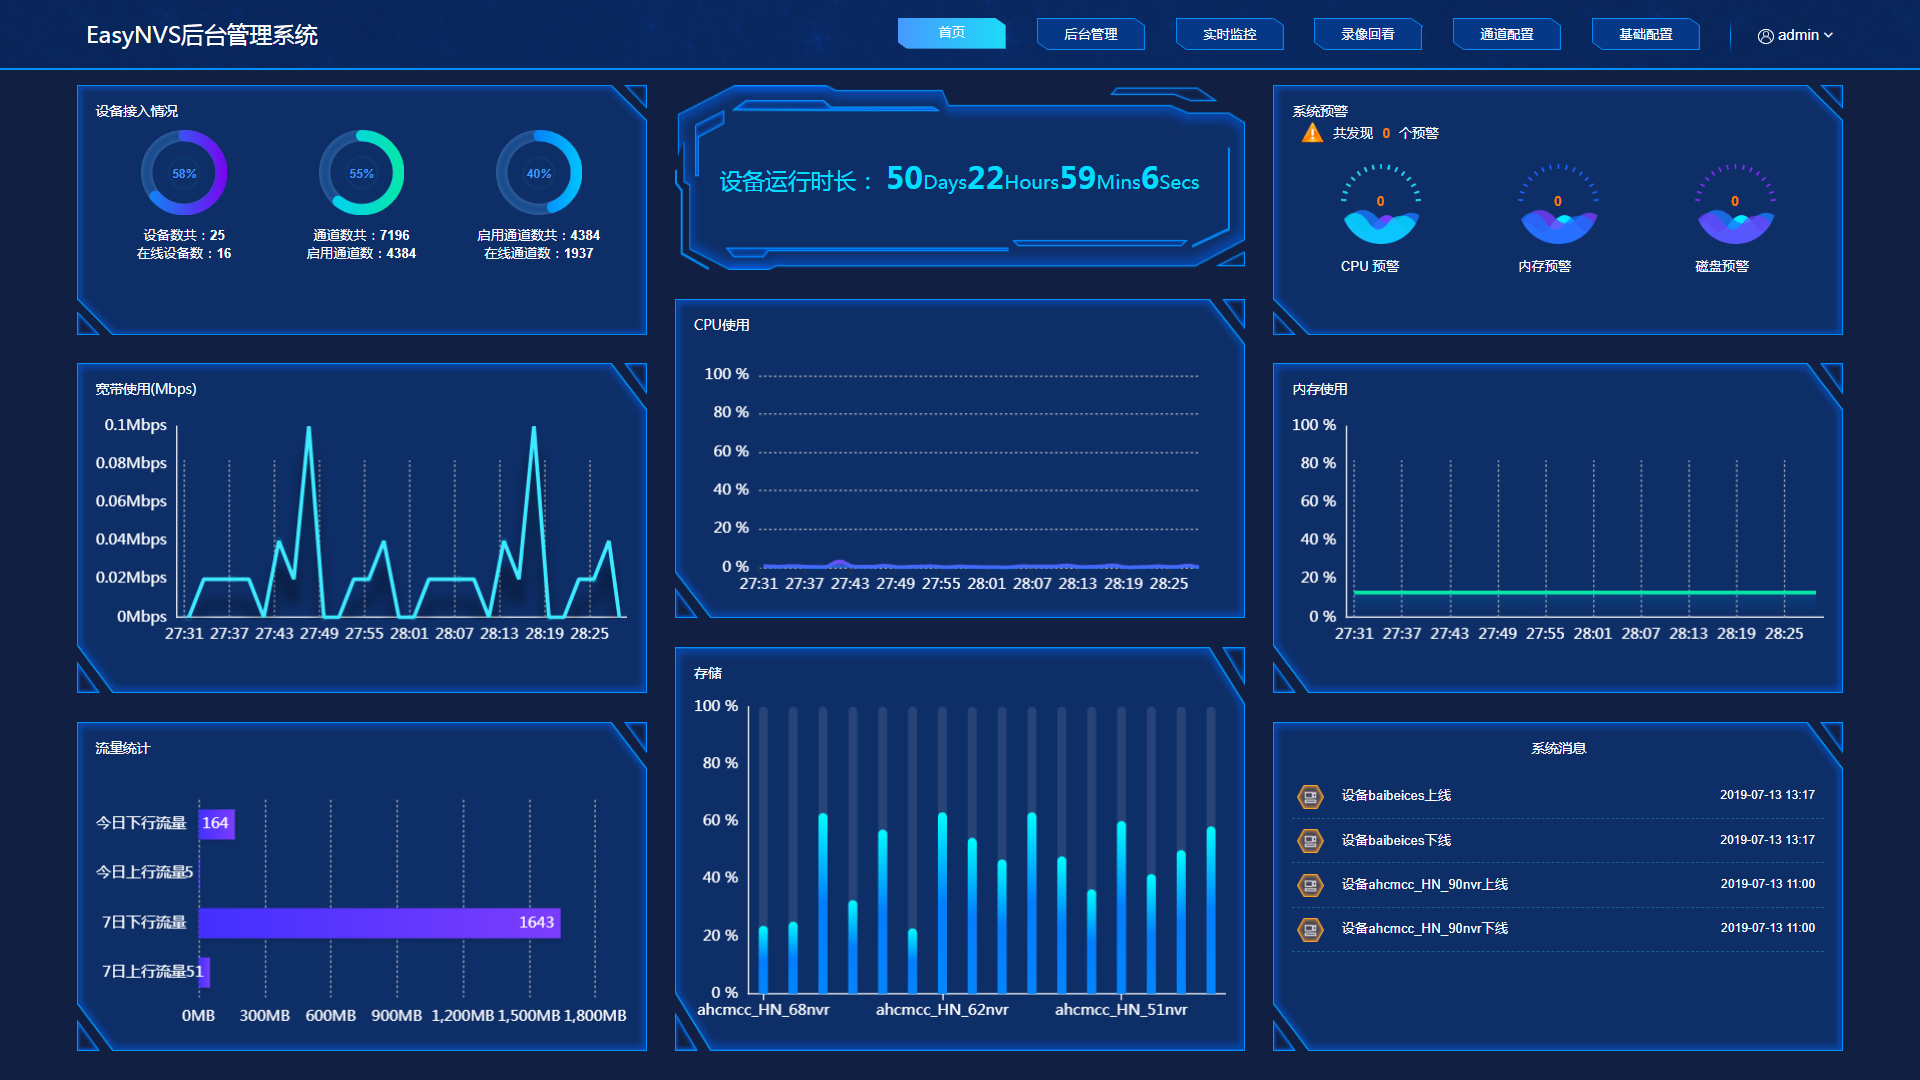 EasyNVS后台管理系统
首页
后台管理
实时监控
录像回看
通道配置
基础配置
admin
设备接入情况
58%
55%
40%
设备数共：25
在线设备数：16
通道数共：7196
启用通道数：4384
启用通道数共：4384
在线通道数：1937
设备运行时长： 50Days22Hours59Mins6Secs
系统预警
共发现 0 个预警
0
0
0
CPU 预警
内存预警
磁盘预警
宽带使用(Mbps)
0.1Mbps
0.08Mbps
0.06Mbps
0.04Mbps
0.02Mbps
0Mbps
27:31 27:37 27:43 27:49 27:55 28:01 28:07 28:13 28:19 28:25
CPU使用
100 %
80 %
60 %
40 %
20 %
0 %
27:31 27:37 27:43 27:49 27:55 28:01 28:07 28:13 28:19 28:25
内存使用
100 %
80 %
60 %
40 %
20 %
0 %
27:31 27:37 27:43 27:49 27:55 28:01 28:07 28:13 28:19 28:25
流量统计
今日下行流量 164
今日上行流量 5
7日下行流量 1643
7日上行流量 51
0MB 300MB 600MB 900MB 1,200MB 1,500MB 1,800MB
存储
100 %
80 %
60 %
40 %
20 %
0 %
ahcmcc_HN_68nvr ahcmcc_HN_62nvr ahcmcc_HN_51nvr
系统消息
设备baibeices上线 2019-07-13 13:17
设备baibeices下线 2019-07-13 13:17
设备ahcmcc_HN_90nvr上线 2019-07-13 11:00
设备ahcmcc_HN_90nvr下线 2019-07-13 11:00